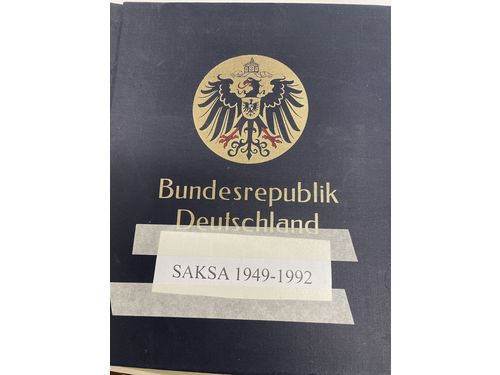 Bundesrepublik
Deutschland
SAKSA 1949-1992